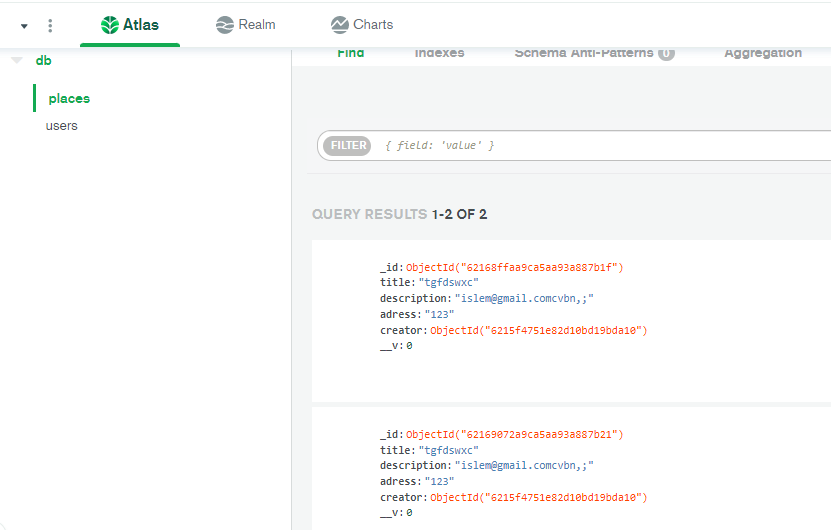 Atlas
Realm
Charts
db
places
users
Find
Indexes
Schema Anti-Patterns 0
Aggregation
FILTER { field: 'value' }
QUERY RESULTS 1-2 OF 2
_id: ObjectId("62168ffaa9ca5aa93a887b1f")
title: "tgfdswxc"
description: "islem@gmail.comcvbn,;"
adress: "123"
creator: ObjectId("6215f4751e82d10bd19bda10")
__v: 0
_id: ObjectId("62169072a9ca5aa93a887b21")
title: "tgfdswxc"
description: "islem@gmail.comcvbn,;"
adress: "123"
creator: ObjectId("6215f4751e82d10bd19bda10")
__v: 0